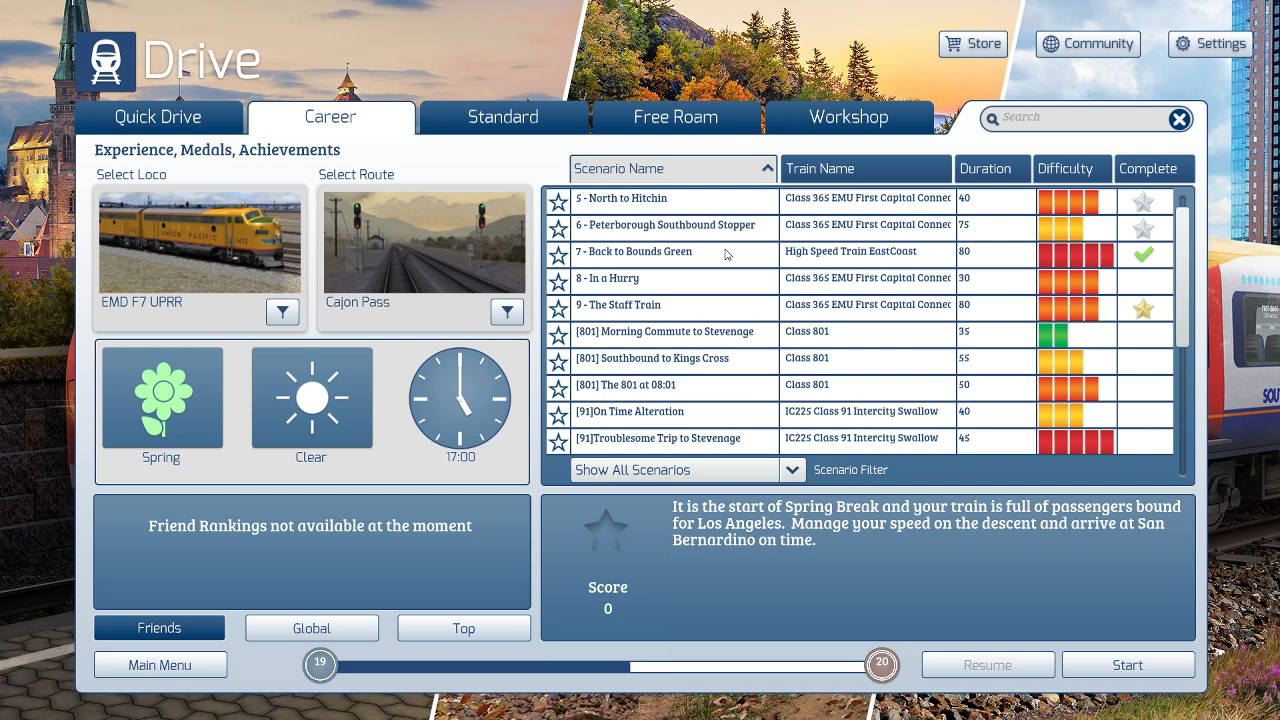 Drive
Store
Community
Settings
Quick Drive
Career
Standard
Free Roam
Workshop
Search
Experience, Medals, Achievements
Select Loco
Select Route
UNION PACIFIC
EMD F7 UPRR
Cajon Pass
Spring
Clear
17:00
Scenario Name
Train Name
Duration
Difficulty
Complete
5 - North to Hitchin
Class 365 EMU First Capital Connec
40
6 - Peterborough Southbound Stopper
Class 365 EMU First Capital Connec
75
7 - Back to Bounds Green
High Speed Train EastCoast
80
8 - In a Hurry
Class 365 EMU First Capital Connec
30
9 - The Staff Train
Class 365 EMU First Capital Connec
80
[801] Morning Commute to Stevenage
Class 801
35
[801] Southbound to Kings Cross
Class 801
55
[801] The 801 at 08:01
Class 801
50
[91]On Time Alteration
IC225 Class 91 Intercity Swallow
40
[91]Troublesome Trip to Stevenage
IC225 Class 91 Intercity Swallow
45
Show All Scenarios
Scenario Filter
Friend Rankings not available at the moment
It is the start of Spring Break and your train is full of passengers bound
for Los Angeles. Manage your speed on the descent and arrive at San
Bernardino on time.
Score
0
Friends
Global
Top
Main Menu
19
20
Resume
Start
SOU